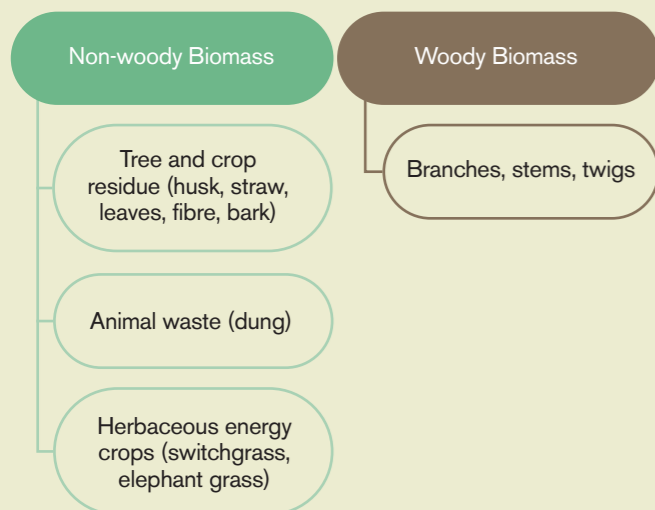 Non-woody Biomass
Woody Biomass
Tree and crop
residue (husk, straw,
leaves, fibre, bark)
Branches, stems, twigs
Animal waste (dung)
Herbaceous energy
crops (switchgrass,
elephant grass)